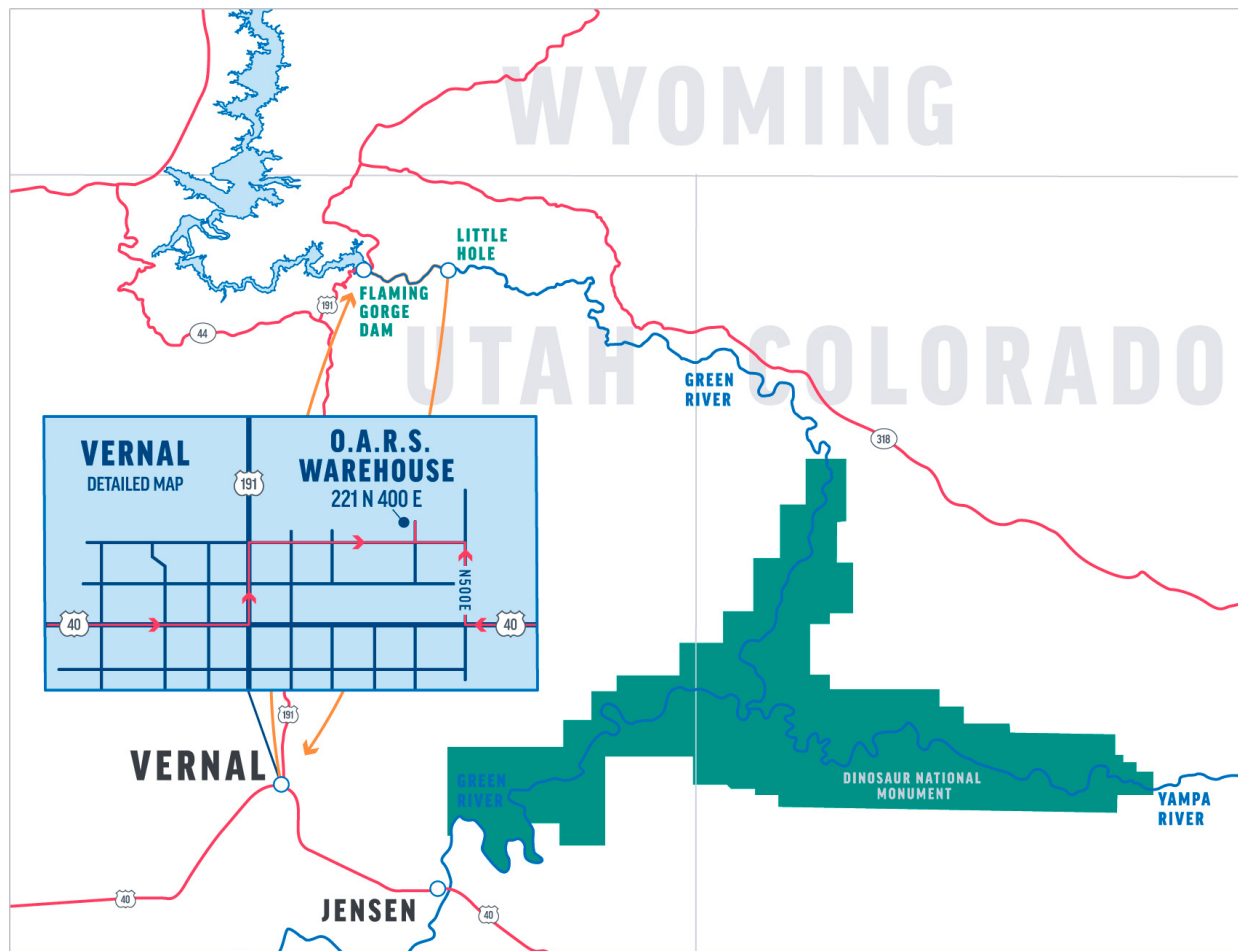 WYOMING
LITTLE
HOLE
FLAMING
GORGE
DAM
191
44
UTAH
COLORADO
GREEN
RIVER
318
VERNAL
DETAILED MAP
191
O.A.R.S.
WAREHOUSE
221 N 400 E
N500E
40
40
191
VERNAL
GREEN
RIVER
DINOSAUR NATIONAL
MONUMENT
YAMPA
RIVER
40
JENSEN
40